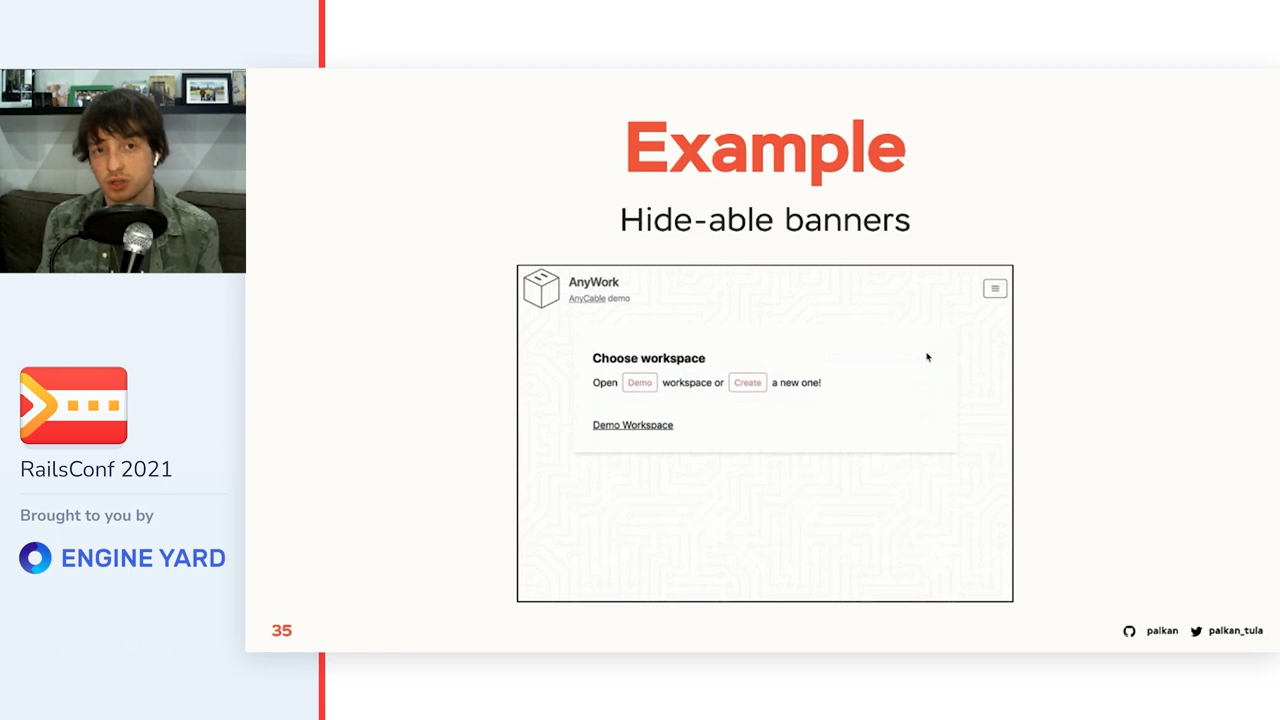 Example
Hide-able banners
AnyWork
AnyCable demo
Choose workspace
Open Demo workspace or Create a new one!
Demo Workspace
RailsConf 2021
Brought to you by
ENGINE YARD
35
palkan palkan_tula